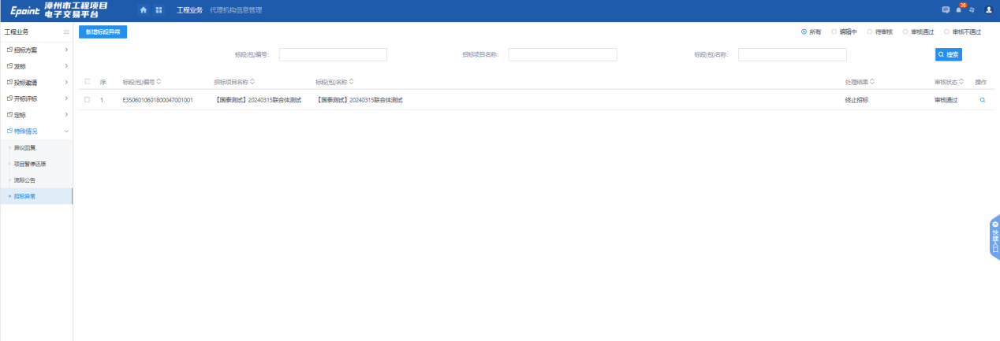 Epoint 漳州市工程项目
电子交易平台
工程业务 代理机构信息管理
38
工程业务
招标方案
发标
投标邀请
开标评标
定标
特殊情况
异议回复
项目暂停还原
流标公告
招标异常
新增标段异常
所有 编辑中 待审核 审核通过 审核不通过
标段(包)编号: 招标项目名称: 标段(包)名称: 搜索
序 标段(包)编号 招标项目名称 标段(包)名称 处理结果 审核状态 操作
1 E3506010601800047001001 【国泰测试】20240315联合体测试 【国泰测试】20240315联合体测试 终止招标 审核通过
快捷入口